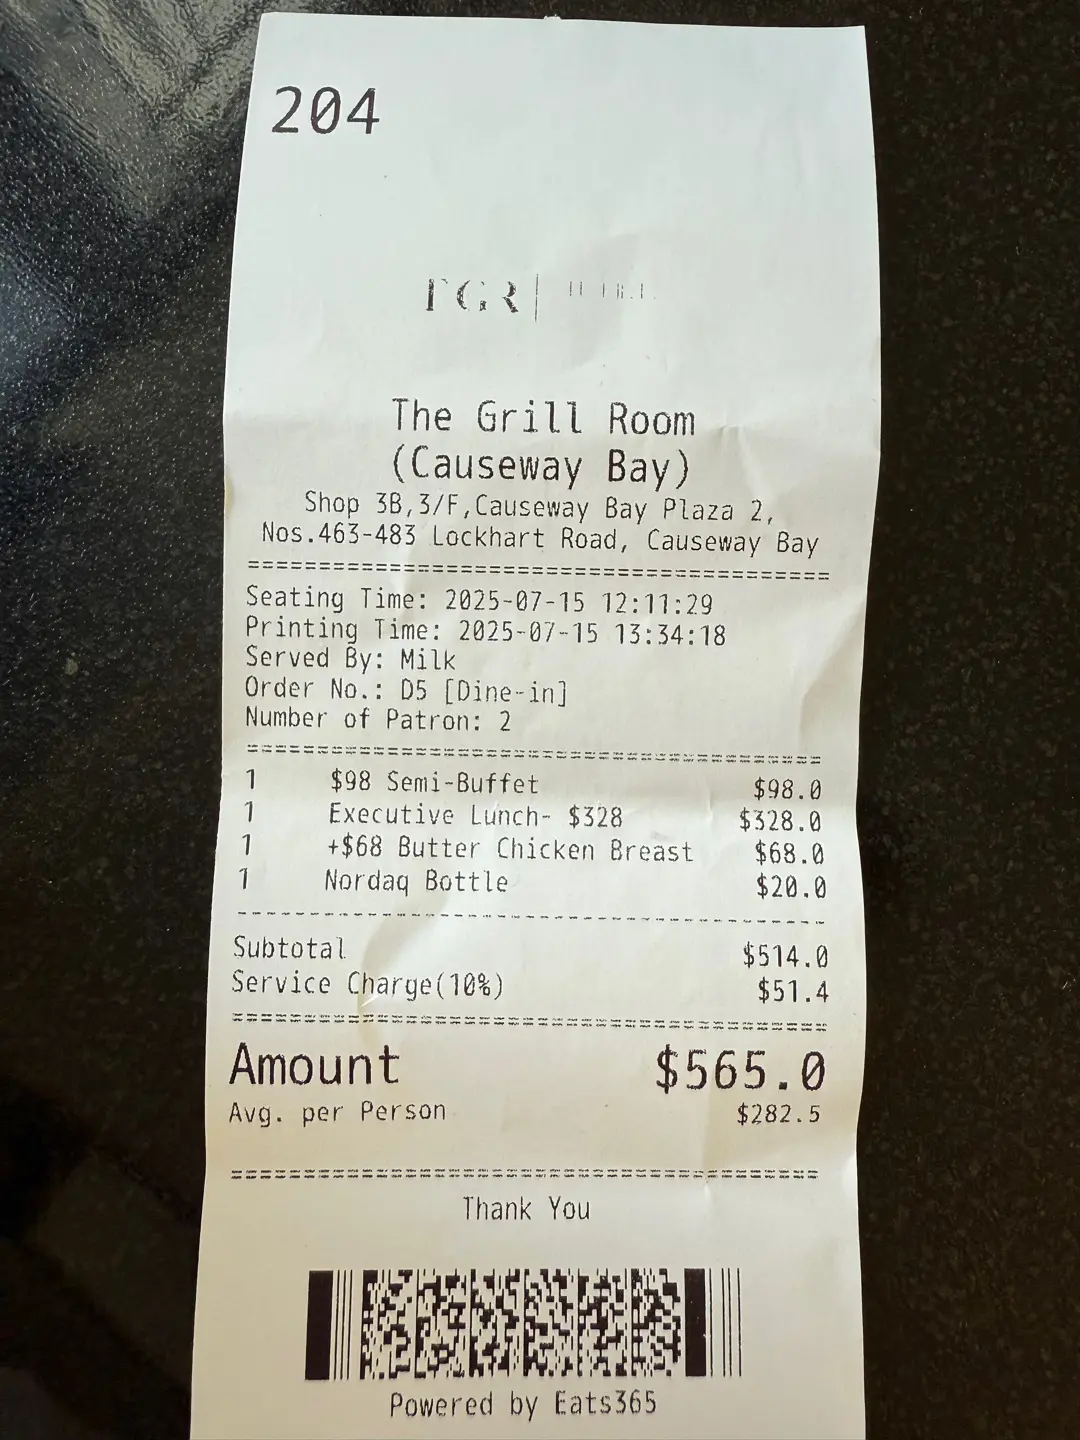 204
The Grill Room
(Causeway Bay)
Shop 3B,3/F,Causeway Bay Plaza 2,
Nos.463-483 Lockhart Road, Causeway Bay
Seating Time: 2025-07-15 12:11:29
Printing Time: 2025-07-15 13:34:18
Served By: Milk
Order No.: D5 [Dine-in]
Number of Patron: 2
1 $98 Semi-Buffet $98.0
1 Executive Lunch- $328 $328.0
1 +$68 Butter Chicken Breast $68.0
1 Nordaq Bottle $20.0
Subtotal $514.0
Service Charge(10%) $51.4
Amount $565.0
Avg. per Person $282.5
Thank You
Powered by Eats365